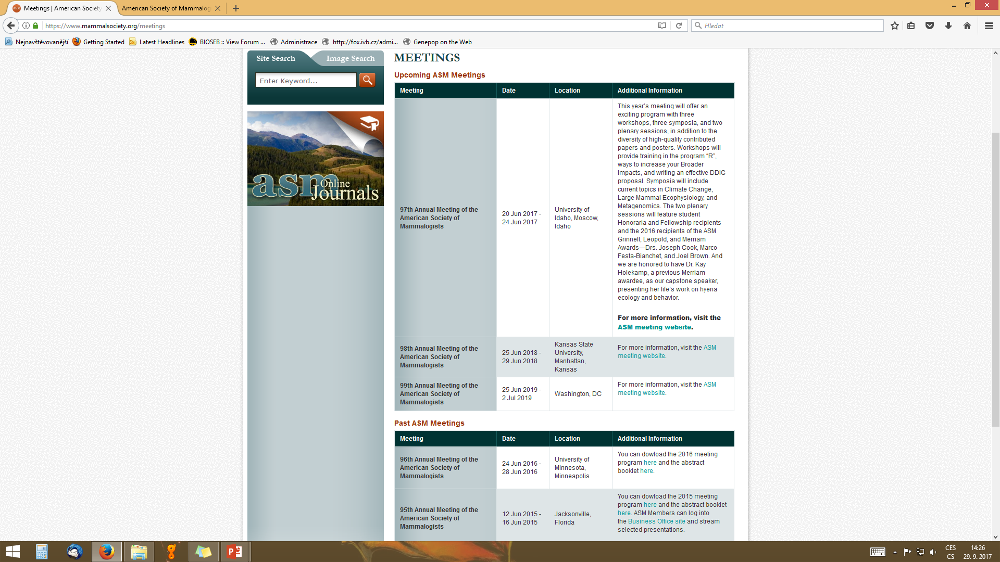 Meetings | American Society
American Society of Mammalog
https://www.mammalsociety.org/meetings
Hledat
Nejnavštěvovanější
Getting Started
Latest Headlines
BIOSEB :: View Forum ...
Administrace
http://fox.ivb.cz/admi...
Genepop on the Web
Site Search
Image Search
Enter Keyword...
asm Online
Journals
MEETINGS
Upcoming ASM Meetings
Meeting Date Location Additional Information
97th Annual Meeting of the
American Society of
Mammalogists
20 Jun 2017 -
24 Jun 2017
University of
Idaho, Moscow,
Idaho
This year's meeting will offer an
exciting program with three
workshops, three symposia, and two
plenary sessions, in addition to the
diversity of high-quality contributed
papers and posters. Workshops will
provide training in the program “R”,
ways to increase your Broader
Impacts, and writing an effective DDIG
proposal. Symposia will include
current topics in Climate Change,
Large Mammal Ecophysiology, and
Metagenomics. The two plenary
sessions will feature student
Honoraria and Fellowship recipients
and the 2016 recipients of the ASM
Grinnell, Leopold, and Merriam
Awards—Drs. Joseph Cook, Marco
Festa-Bianchet, and Joel Brown. And
we are honored to have Dr. Kay
Holekamp, a previous Merriam
awardee, as our capstone speaker,
presenting her life's work on hyena
ecology and behavior.
For more information, visit the
ASM meeting website.
98th Annual Meeting of the
American Society of
Mammalogists
25 Jun 2018 -
29 Jun 2018
Kansas State
University,
Manhattan,
Kansas
For more information, visit the ASM
meeting website.
99th Annual Meeting of the
American Society of
Mammalogists
25 Jun 2019 -
2 Jul 2019
Washington, DC
For more information, visit the ASM
meeting website.
Past ASM Meetings
Meeting Date Location Additional Information
96th Annual Meeting of the
American Society of
Mammalogists
24 Jun 2016 -
28 Jun 2016
University of
Minnesota,
Minneapolis
You can dowload the 2016 meeting
program here and the abstract
booklet here.
95th Annual Meeting of the
American Society of
Mammalogists
12 Jun 2015 -
16 Jun 2015
Jacksonville,
Florida
You can dowload the 2015 meeting
program here and the abstract booklet
here. ASM Members can log into
the Business Office site and stream
selected presentations.
CES
CS
14:26
29. 9. 2017